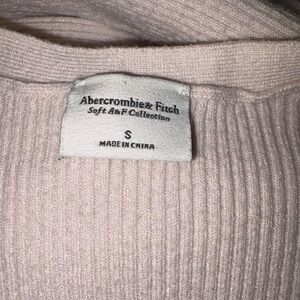 Abercrombie & Fitch
Soft A&F Collection
S
MADE IN CHINA